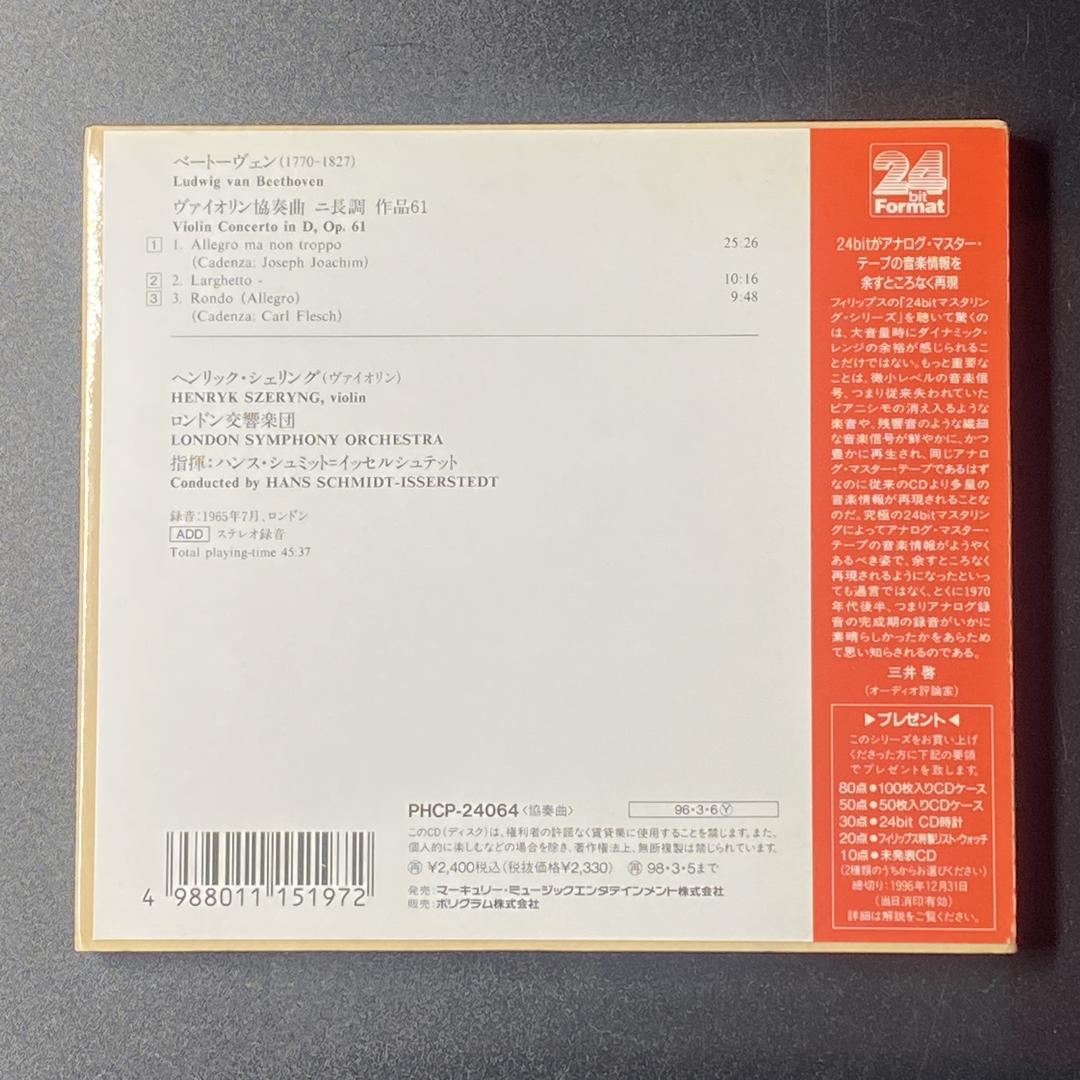 ベートーヴェン(1770-1827)
Ludwig van Beethoven
ヴァイオリン協奏曲 ニ長調 作品61
Violin Concerto in D, Op. 61
1 1. Allegro ma non troppo 25:26
(Cadenza: Joseph Joachim)
2 2. Larghetto - 10:16
3 3. Rondo (Allegro) 9:48
(Cadenza: Carl Flesch)
ヘンリック・シェリング(ヴァイオリン)
HENRYK SZERYNG, violin
ロンドン交響楽団
LONDON SYMPHONY ORCHESTRA
指揮:ハンス・シュミット=イッセルシュテット
Conducted by HANS SCHMIDT-ISSERSTEDT
録音:1965年7月、ロンドン
ADD ステレオ録音
Total playing-time 45:37
PHCP-24064〈協奏曲〉 96・3・6Ⓨ
このCD(ディスク)は、権利者の許諾なく賃貸業に使用することを禁じます。また、
個人的に楽しむなどの場合を除き、著作権法上、無断複製は禁じられています。
再 ¥2,400税込(税抜価格¥2,330) 再 98・3・5まで
発売:マーキュリー・ミュージックエンタテインメント株式会社
販売:ポリグラム株式会社
4 988011 151972
24
bit
Format
24bitがアナログ・マスター・
テープの音楽情報を
余すところなく再現
フィリップスの「24bitマスタリン
グ・シリーズ」を聴いて驚くの
は、大音量時にダイナミック・
レンジの余裕が感じられるこ
とだけではない。もっと重要な
ことは、微小レベルの音楽信
号、つまり従来失われていた
ピアニシモの消え入るような
楽音や、残響音のような繊細
な音楽信号が鮮やかに、かつ
豊かに再生され、同じアナロ
グ・マスター・テープであるはず
なのに従来のCDより多量の
音楽情報が再現されることな
のだ。究極の24bitマスタリン
グによってアナログ・マスター・
テープの音楽情報がようやく
あるべき姿で、余すところなく
再現されるようになったといっ
ても過言ではなく、とくに1970
年代後半、つまりアナログ録
音の完成期の録音がいかに
素晴らしかったかをあらためて
て思い知らされるのである。
三井 啓
(オーディオ評論家)
▶プレゼント◀
このシリーズをお買い上げ
くださった方に下記の要領
でプレゼントを致します。
80点●100枚入りCDケース
50点●50枚入りCDケース
30点●24bit CD時計
20点●フィリップス特製リスト・ウォッチ
10点●未発表CD
(2種類のうちからお選びください)
締切り:1996年12月31日
(当日消印有効)
詳細は解説をご覧ください。